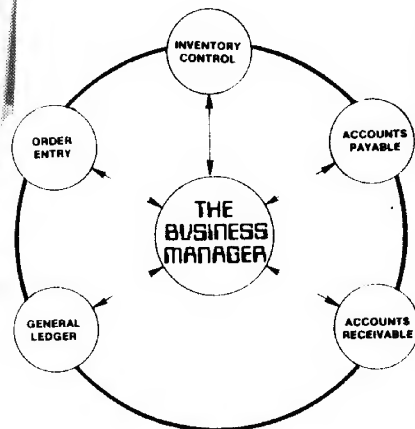 INVENTORY
CONTROL
ORDER
ENTRY
ACCOUNTS
PAYABLE
THE
BUSINESS
MANAGER
GENERAL
LEDGER
ACCOUNTS
RECEIVABLE